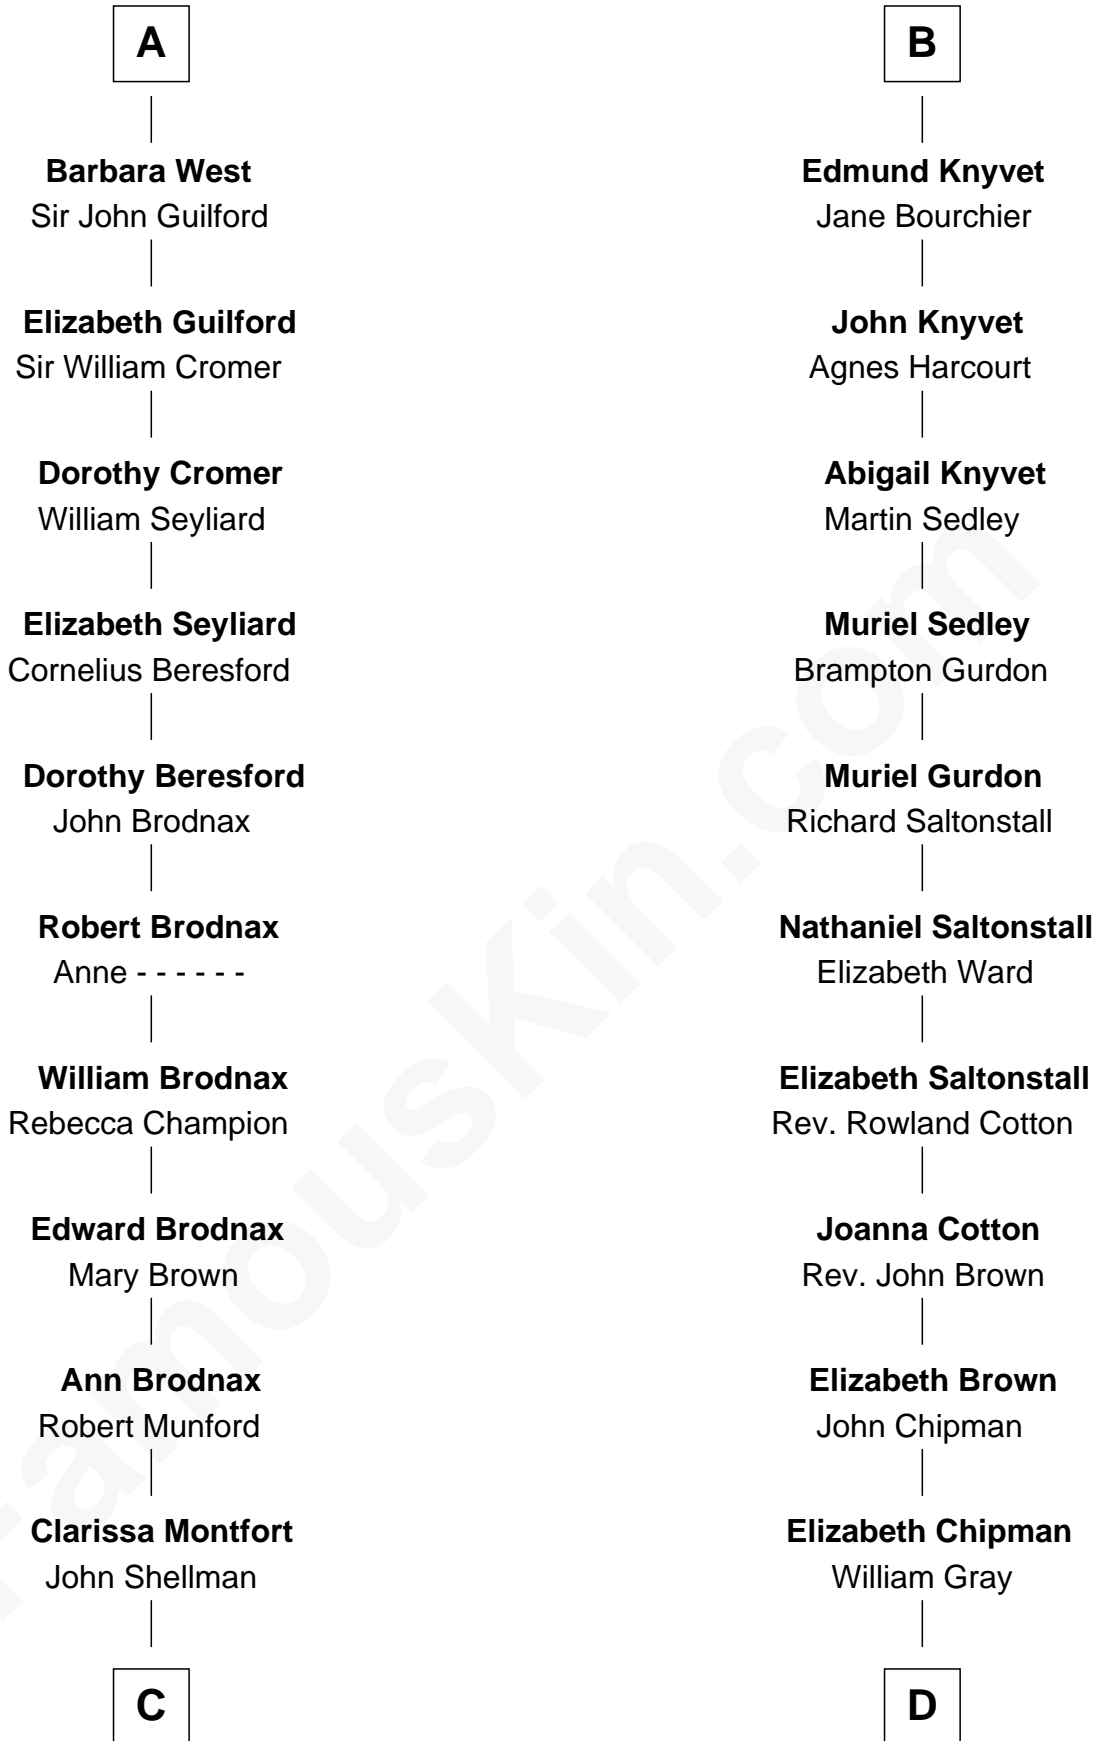 A
Barbara West
Sir John Guilford
Elizabeth Guilford
Sir William Cromer
Dorothy Cromer
William Seyliard
Elizabeth Seyliard
Cornelius Beresford
Dorothy Beresford
John Brodnax
Robert Brodnax
Anne - - - - - -
William Brodnax
Rebecca Champion
Edward Brodnax
Mary Brown
Ann Brodnax
Robert Munford
Clarissa Montfort
John Shellman
C
B
Edmund Knyvet
Jane Bourchier
John Knyvet
Agnes Harcourt
Abigail Knyvet
Martin Sedley
Muriel Sedley
Brampton Gurdon
Muriel Gurdon
Richard Saltonstall
Nathaniel Saltonstall
Elizabeth Ward
Elizabeth Saltonstall
Rev. Rowland Cotton
Joanna Cotton
Rev. John Brown
Elizabeth Brown
John Chipman
Elizabeth Chipman
William Gray
D
FamousKin.com